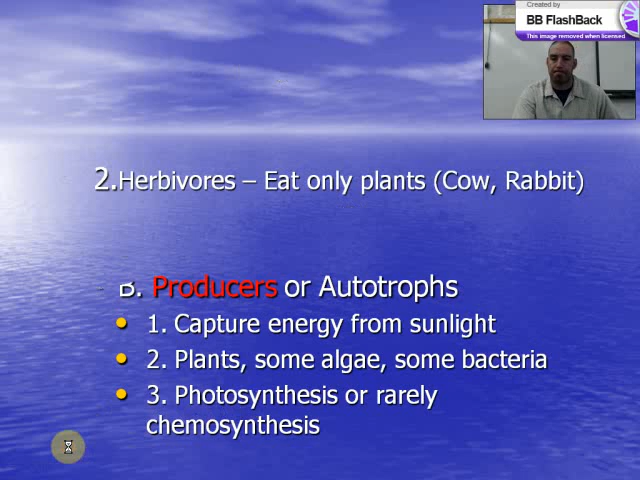 Created by
BB FlashBack
This image removed when licensed
2.Herbivores – Eat only plants (Cow, Rabbit)
B. Producers or Autotrophs
• 1. Capture energy from sunlight
• 2. Plants, some algae, some bacteria
• 3. Photosynthesis or rarely
chemosynthesis